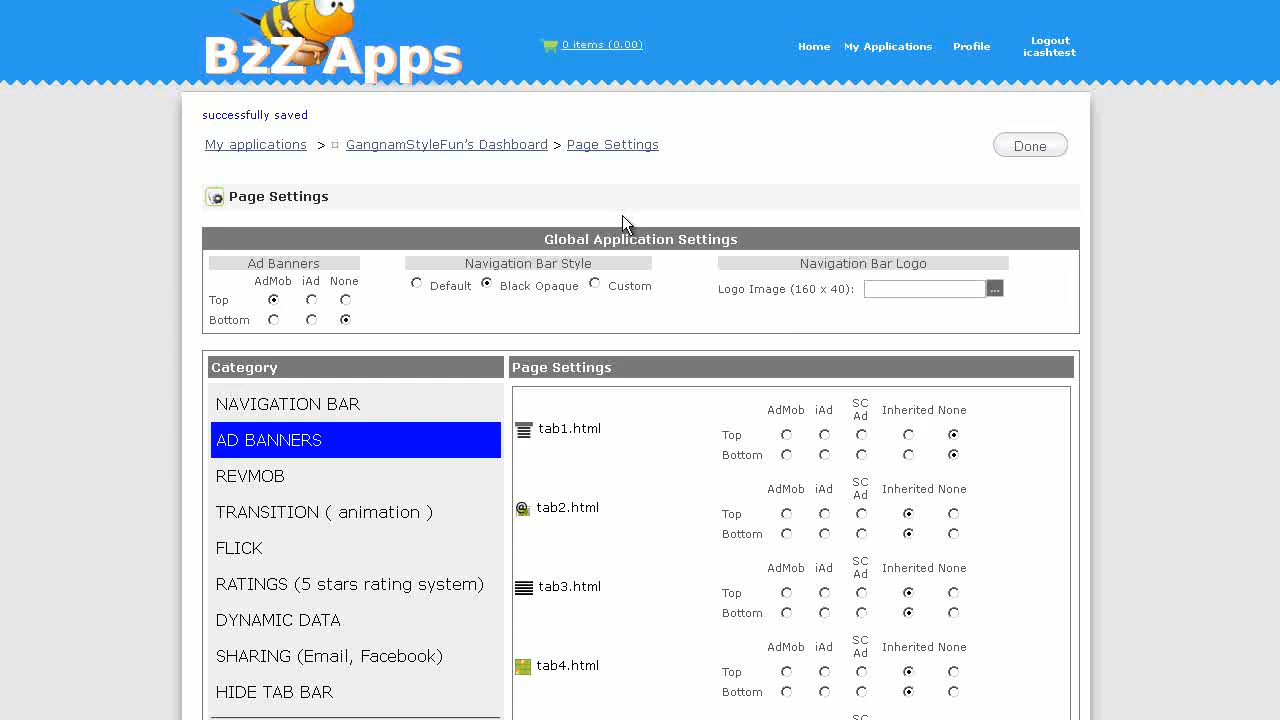 BzZ Apps
0 items (0.00)
Home My Applications Profile Logout icashtest
successfully saved
My applications > GangnamStyleFun's Dashboard > Page Settings
Done
Page Settings
Global Application Settings
Ad Banners Navigation Bar Style Navigation Bar Logo
AdMob iAd None
Default Black Opaque Custom
Logo Image (160 x 40): ...
Top
Bottom
Category
NAVIGATION BAR
AD BANNERS
REVMOB
TRANSITION ( animation )
FLICK
RATINGS (5 stars rating system)
DYNAMIC DATA
SHARING (Email, Facebook)
HIDE TAB BAR
Page Settings
tab1.html
AdMob iAd SC Ad Inherited None
Top
Bottom
tab2.html
AdMob iAd SC Ad Inherited None
Top
Bottom
tab3.html
AdMob iAd SC Ad Inherited None
Top
Bottom
tab4.html
AdMob iAd SC Ad Inherited None
Top
Bottom
SC